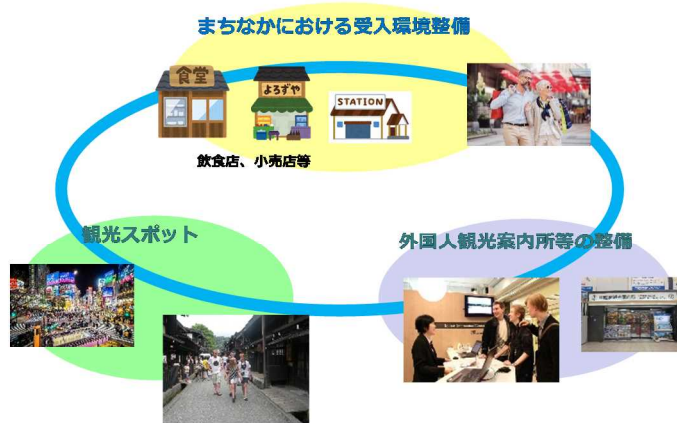 まちなかにおける受入環境整備
食堂
よろずや
STATION
飲食店、小売店等
観光スポット
外国人観光案内所等の整備